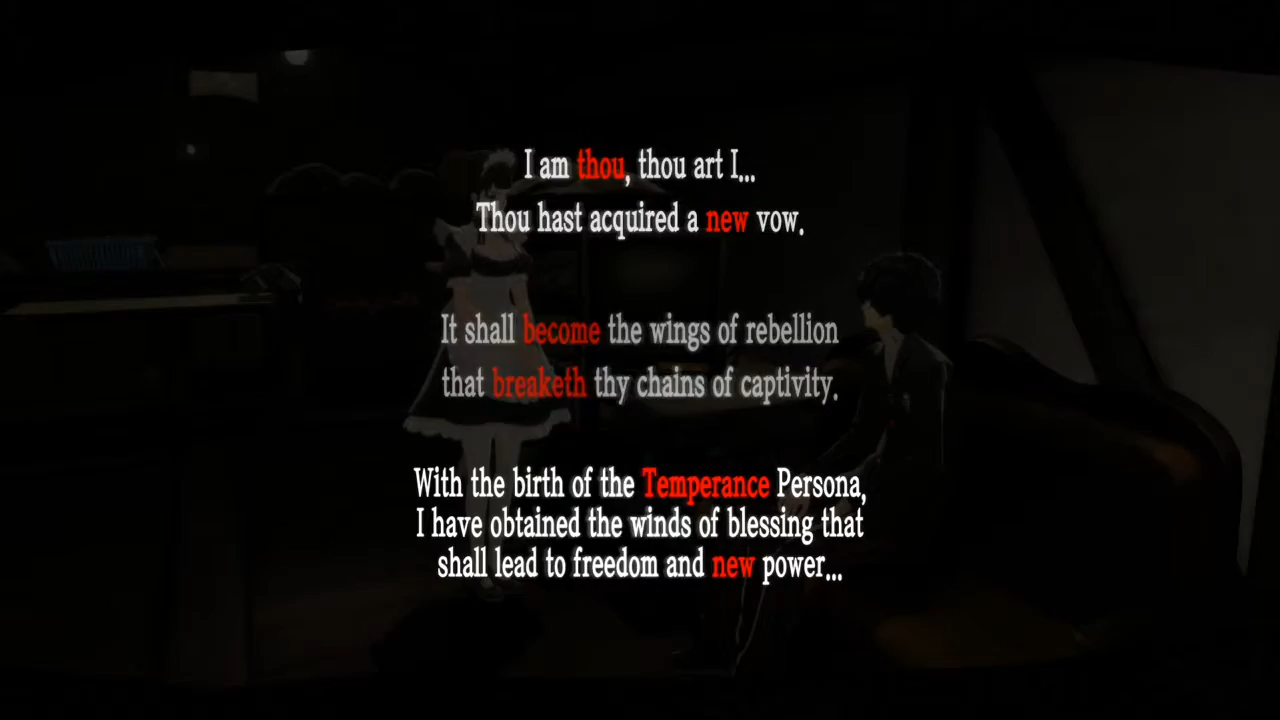 I am thou, thou art I...
Thou hast acquired a new vow.
It shall become the wings of rebellion
that breaketh thy chains of captivity.
With the birth of the Temperance Persona,
I have obtained the winds of blessing that
shall lead to freedom and new power...